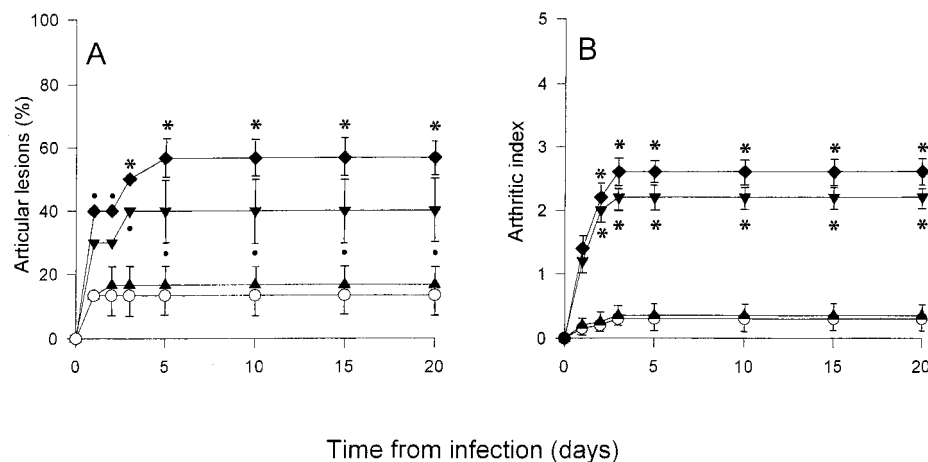 A
Articular lesions (%)
100
80
60
40
20
0
* * * * *
0 5 10 15 20
B
Arthritic index
5
4
3
2
1
0
* * * * * *
* * * * * *
0 5 10 15 20
Time from infection (days)